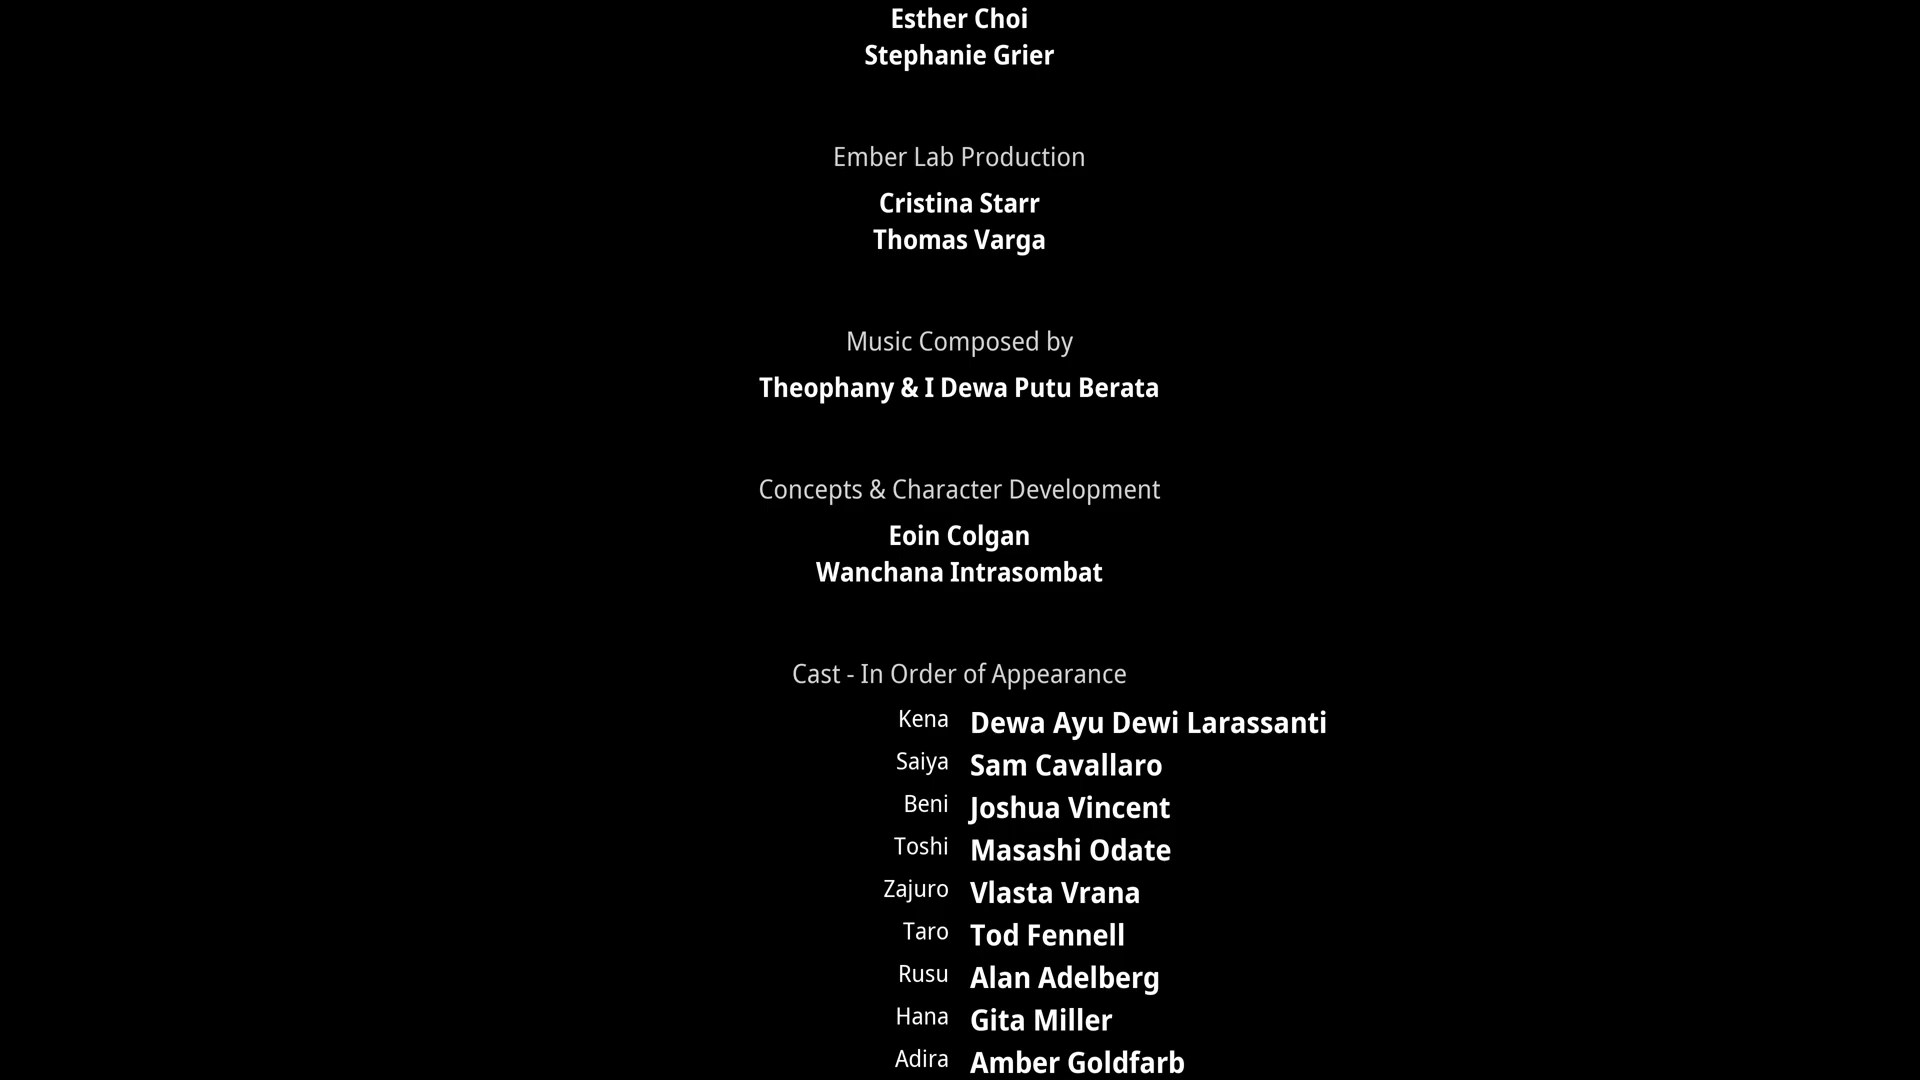 Esther Choi
Stephanie Grier
Ember Lab Production
Cristina Starr
Thomas Varga
Music Composed by
Theophany & I Dewa Putu Berata
Concepts & Character Development
Eoin Colgan
Wanchana Intrasombat
Cast - In Order of Appearance
Kena Dewa Ayu Dewi Larassanti
Saiya Sam Cavallaro
Beni Joshua Vincent
Toshi Masashi Odate
Zajuro Vlasta Vrana
Taro Tod Fennell
Rusu Alan Adelberg
Hana Gita Miller
Adira Amber Goldfarb